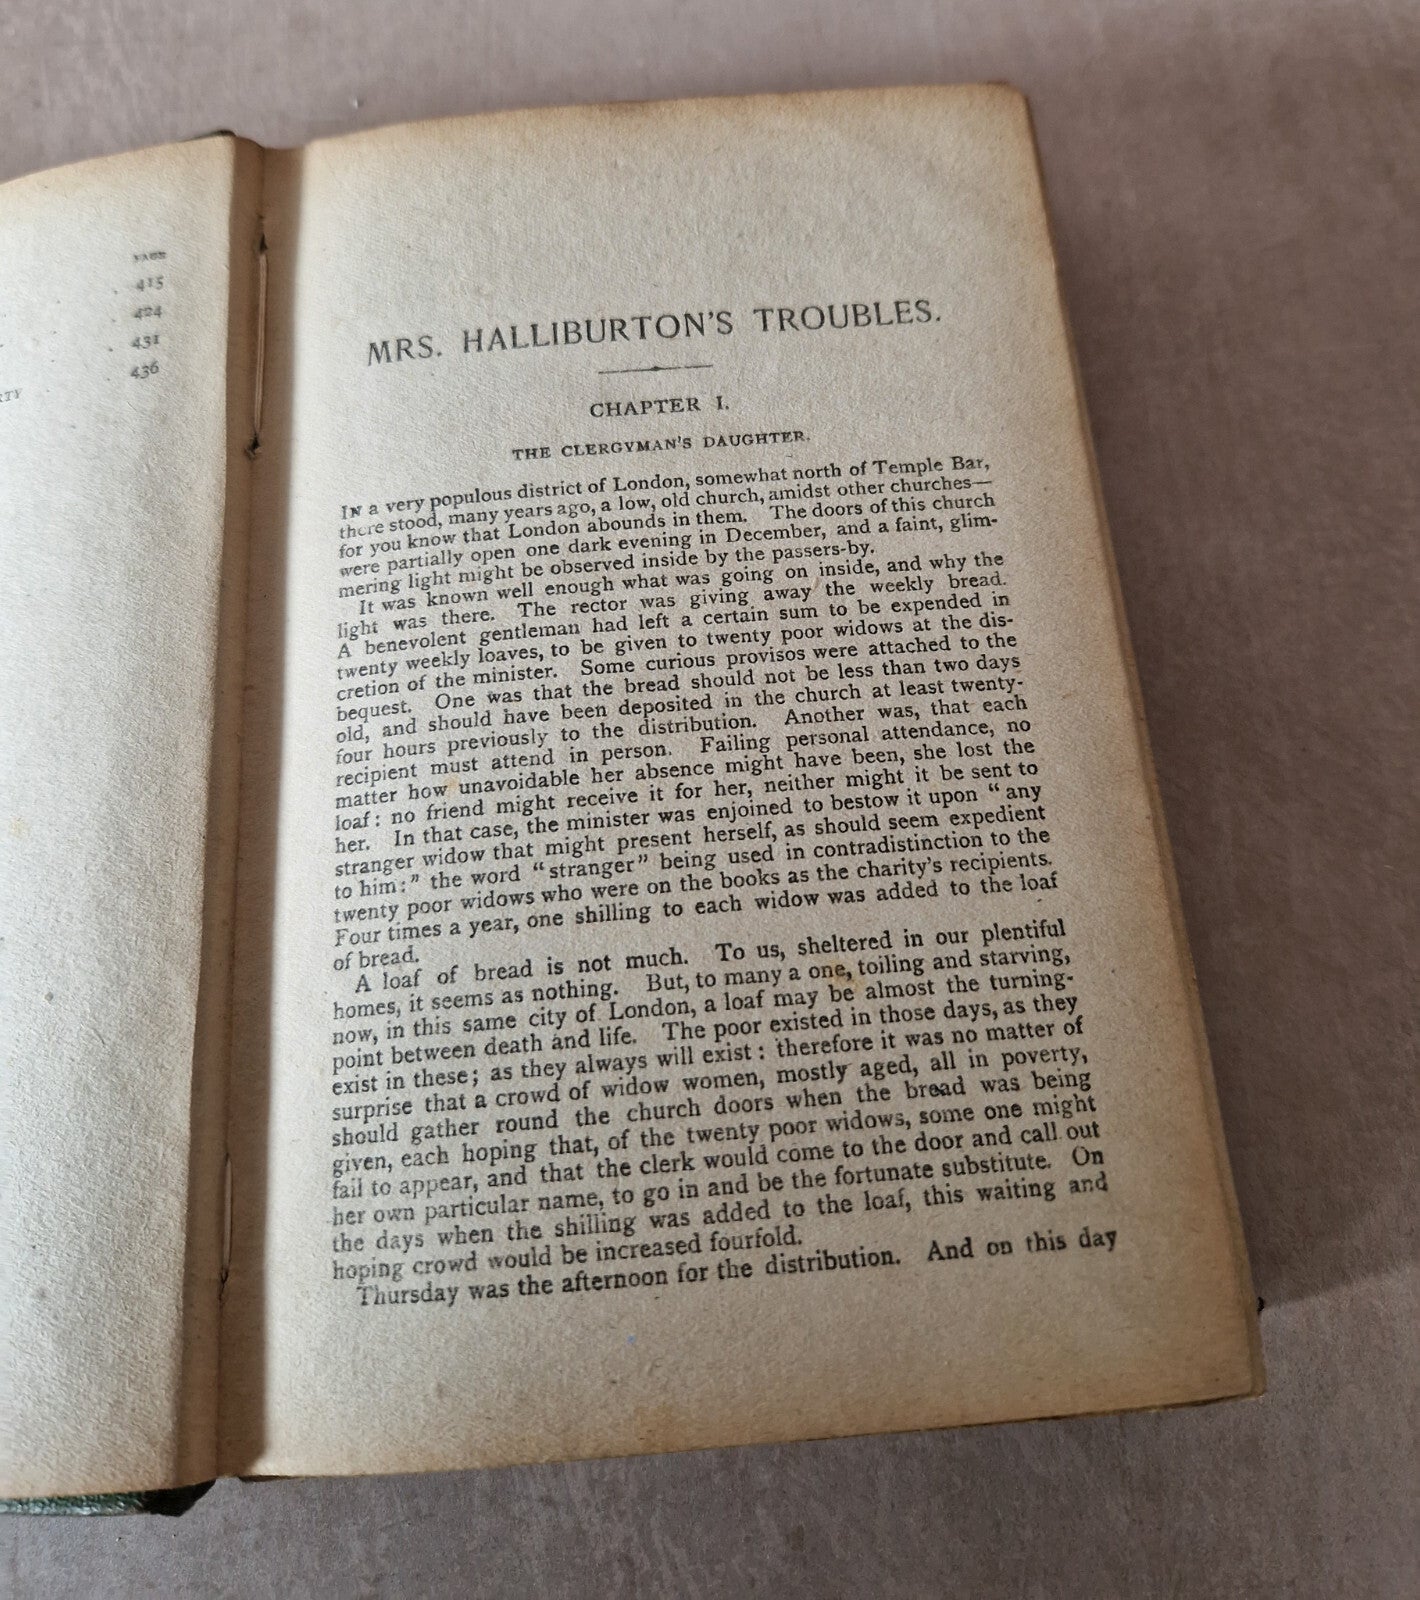 PAGE
415
424
431
436
RTY
MRS. HALLIBURTON'S TROUBLES.
CHAPTER I.
THE CLERGYMAN'S DAUGHTER.
IN a very populous district of London, somewhat north of Temple Bar,
there stood, many years ago, a low, old church, amidst other churches—
for you know that London abounds in them. The doors of this church
were partially open one dark evening in December, and a faint, glim-
mering light might be observed inside by the passers-by.
It was known well enough what was going on inside, and why the
light was there. The rector was giving away the weekly bread.
A benevolent gentleman had left a certain sum to be expended in
twenty weekly loaves, to be given to twenty poor widows at the dis-
cretion of the minister. Some curious provisos were attached to the
bequest. One was that the bread should not be less than two days
old, and should have been deposited in the church at least twenty-
four hours previously to the distribution. Another was, that each
recipient must attend in person. Failing personal attendance, no
matter how unavoidable her absence might have been, she lost the
loaf: no friend might receive it for her, neither might it be sent to
her. In that case, the minister was enjoined to bestow it upon "any
stranger widow that might present herself, as should seem expedient
to him:" the word "stranger" being used in contradistinction to the
twenty poor widows who were on the books as the charity's recipients.
Four times a year, one shilling to each widow was added to the loaf
of bread.
A loaf of bread is not much. To us, sheltered in our plentiful
homes, it seems as nothing. But, to many a one, toiling and starving,
now, in this same city of London, a loaf may be almost the turning-
point between death and life. The poor existed in those days, as they
exist in these; as they always will exist: therefore it was no matter of
surprise that a crowd of widow women, mostly aged, all in poverty,
should gather round the church doors when the bread was being
given, each hoping that, of the twenty poor widows, some one might
fail to appear, and that the clerk would come to the door and call out
her own particular name, to go in and be the fortunate substitute. On
the days when the shilling was added to the loaf, this waiting and
hoping crowd would be increased fourfold.
Thursday was the afternoon for the distribution. And on this day